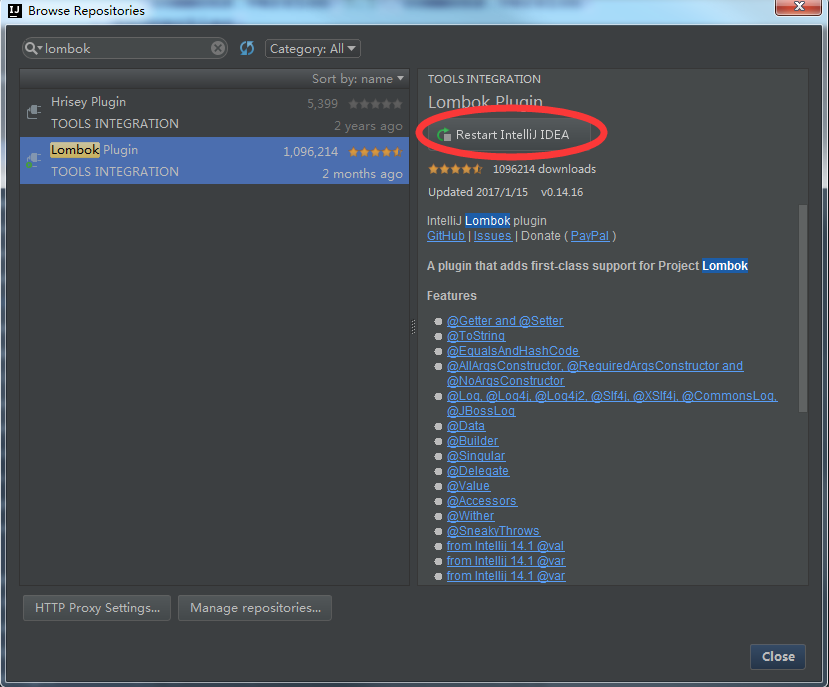 IJ Browse Repositories
lombok
Category: All
Sort by: name
Hrisey Plugin
5,399
TOOLS INTEGRATION
2 years ago
Lombok Plugin
1,096,214
TOOLS INTEGRATION
2 months ago
TOOLS INTEGRATION
Lombok Plugin
Restart IntelliJ IDEA
1096214 downloads
Updated 2017/1/15 v0.14.16
IntelliJ Lombok plugin
GitHub | Issues | Donate ( PayPal )
A plugin that adds first-class support for Project Lombok
Features
@Getter and @Setter
@ToString
@EqualsAndHashCode
@AllArgsConstructor, @RequiredArgsConstructor and
@NoArgsConstructor
@Log, @Log4j, @Log4j2, @Slf4j, @XSlf4j, @CommonsLog,
@JBossLog
@Data
@Builder
@Singular
@Delegate
@Value
@Accessors
@Wither
@SneakyThrows
from Intellij 14.1 @val
from Intellij 14.1 @var
from Intellij 14.1 @var
HTTP Proxy Settings...
Manage repositories...
Close